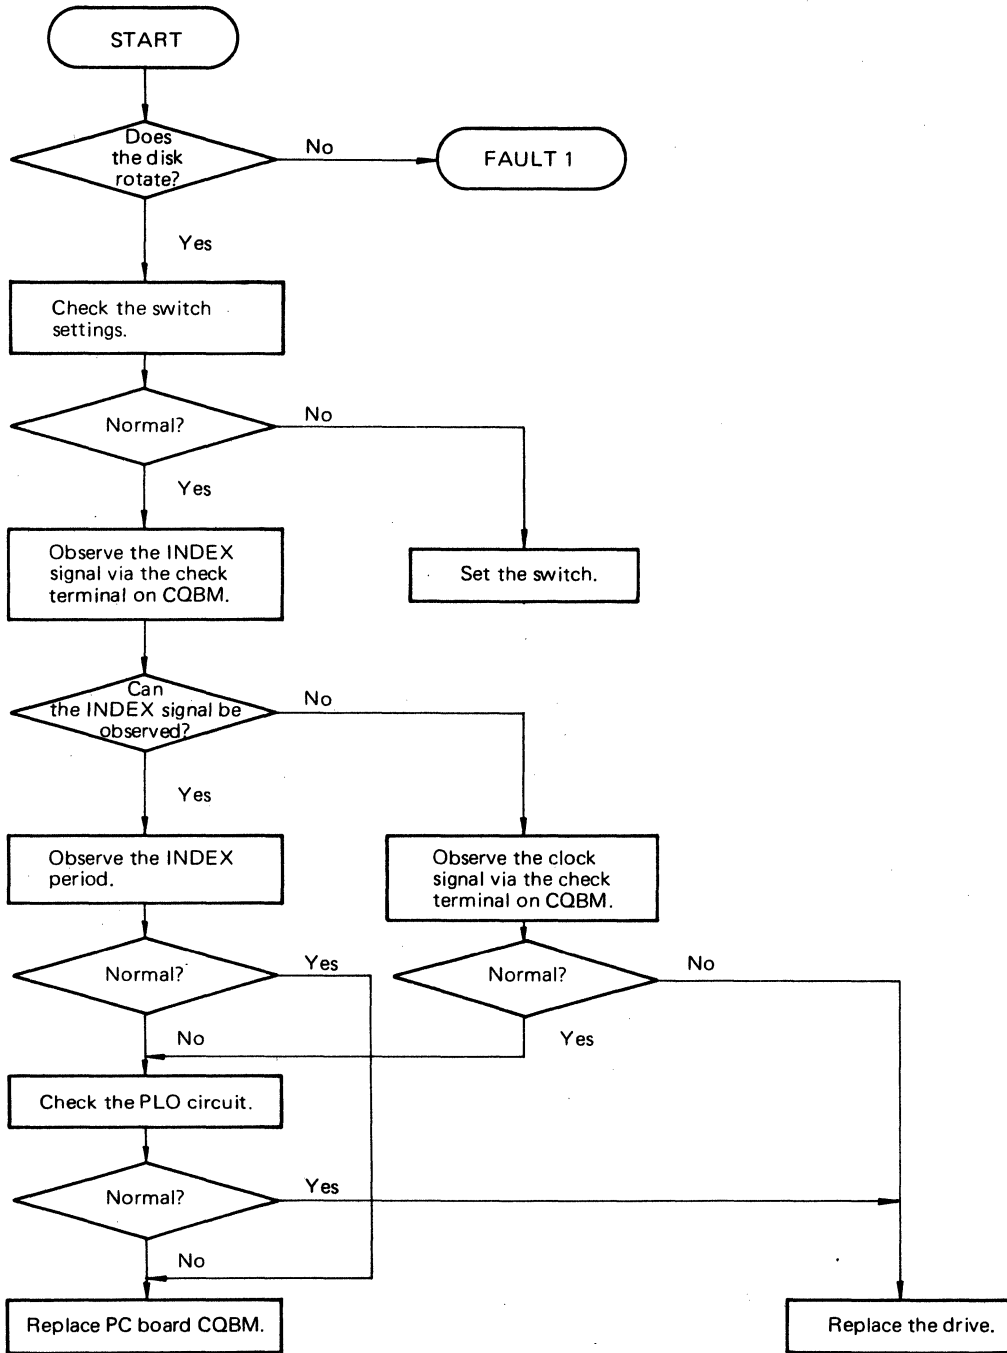 START
Does
the disk
rotate?
No
FAULT 1
Yes
Check the switch
settings.
Normal?
No
Yes
Observe the INDEX
signal via the check
terminal on CQBM.
Set the switch.
Can
the INDEX signal be
observed?
No
Yes
Observe the INDEX
period.
Observe the clock
signal via the check
terminal on CQBM.
Normal?
Yes
Normal?
No
No
Yes
Check the PLO circuit.
Normal?
Yes
No
Replace PC board CQBM.
Replace the drive.